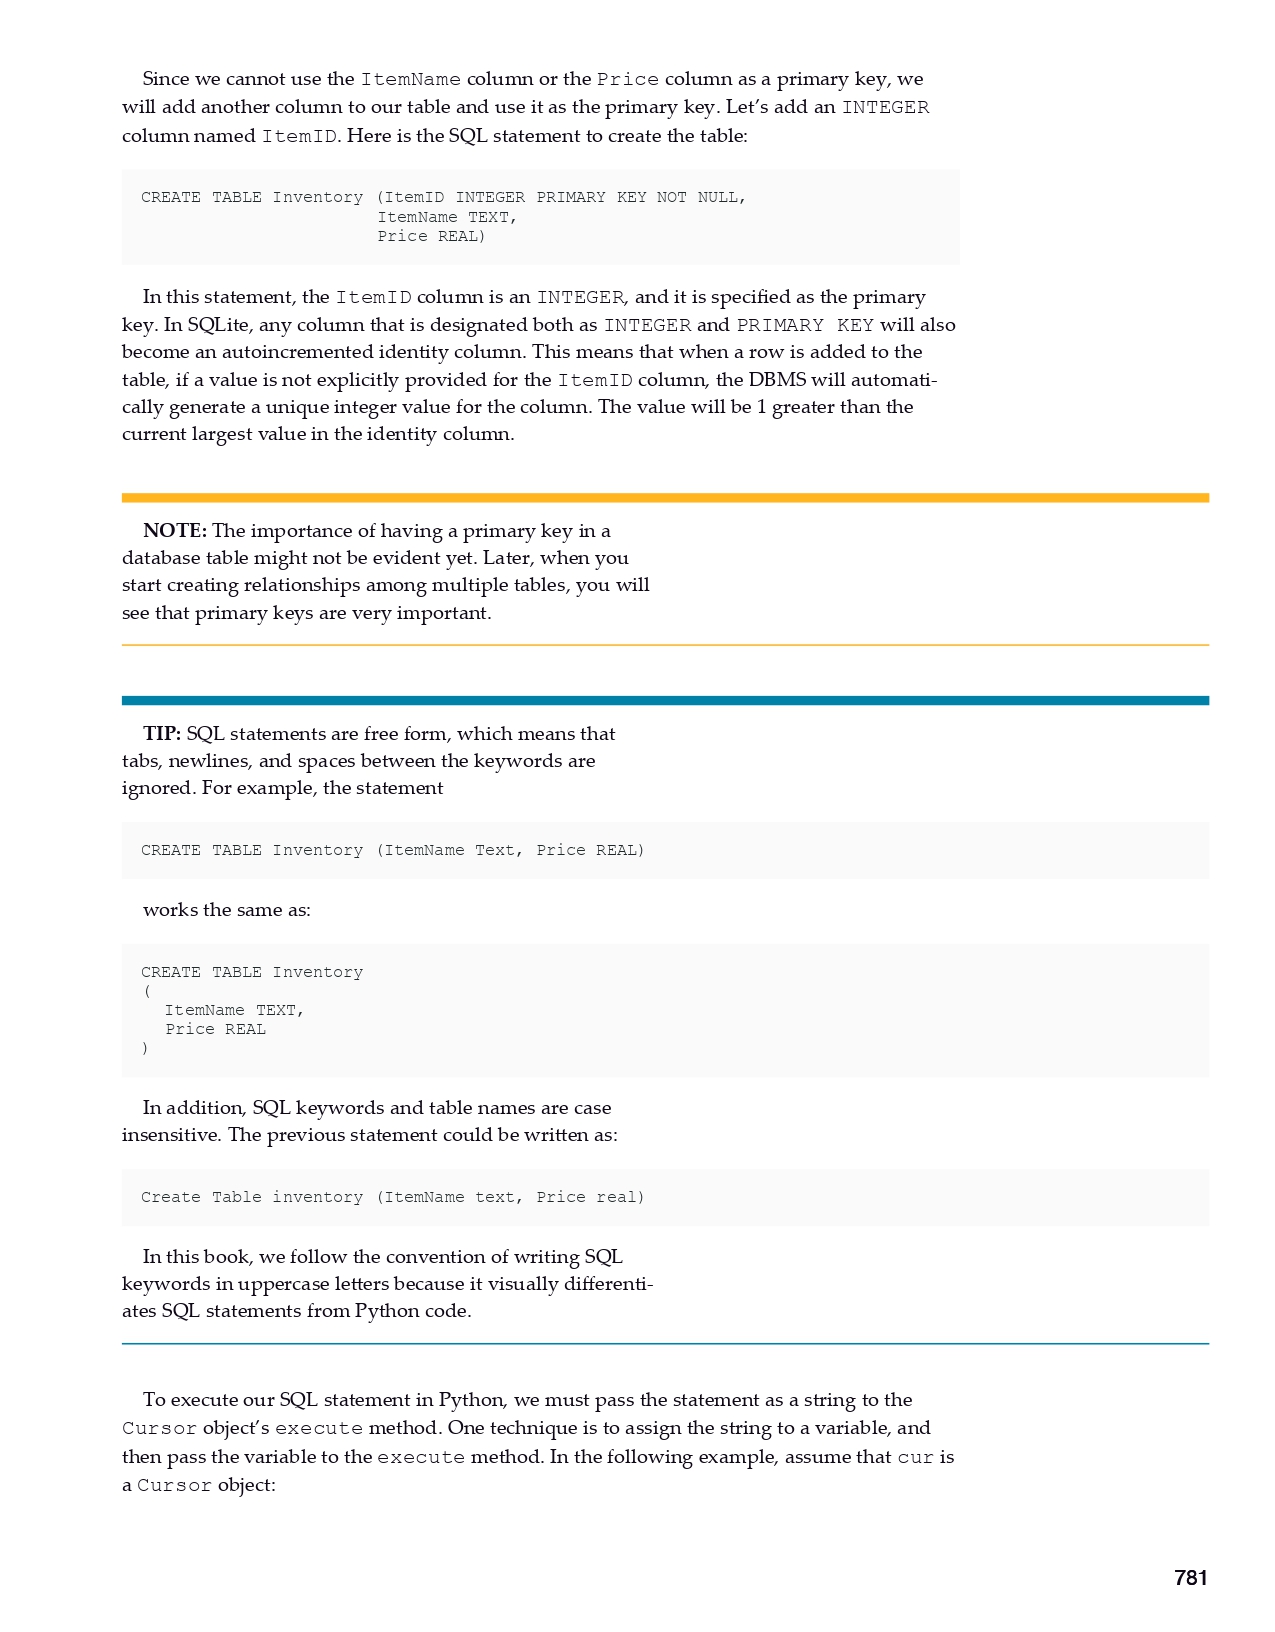 Since we cannot use the ItemName column or the Price column as a primary key, we
will add another column to our table and use it as the primary key. Let’s add an INTEGER
column named ItemID. Here is the SQL statement to create the table:
CREATE TABLE Inventory (ItemID INTEGER PRIMARY KEY NOT NULL,
ItemName TEXT,
Price REAL)
In this statement, the ItemID column is an INTEGER, and it is specified as the primary
key. In SQLite, any column that is designated both as INTEGER and PRIMARY KEY will also
become an autoincremented identity column. This means that when a row is added to the
table, if a value is not explicitly provided for the ItemID column, the DBMS will automati-
cally generate a unique integer value for the column. The value will be 1 greater than the
current largest value in the identity column.
NOTE: The importance of having a primary key in a
database table might not be evident yet. Later, when you
start creating relationships among multiple tables, you will
see that primary keys are very important.
TIP: SQL statements are free form, which means that
tabs, newlines, and spaces between the keywords are
ignored. For example, the statement
CREATE TABLE Inventory (ItemName Text, Price REAL)
works the same as:
CREATE TABLE Inventory
(
ItemName TEXT,
Price REAL
)
In addition, SQL keywords and table names are case
insensitive. The previous statement could be written as:
Create Table inventory (ItemName text, Price real)
In this book, we follow the convention of writing SQL
keywords in uppercase letters because it visually differenti-
ates SQL statements from Python code.
To execute our SQL statement in Python, we must pass the statement as a string to the
Cursor object’s execute method. One technique is to assign the string to a variable, and
then pass the variable to the execute method. In the following example, assume that cur is
a Cursor object:
781